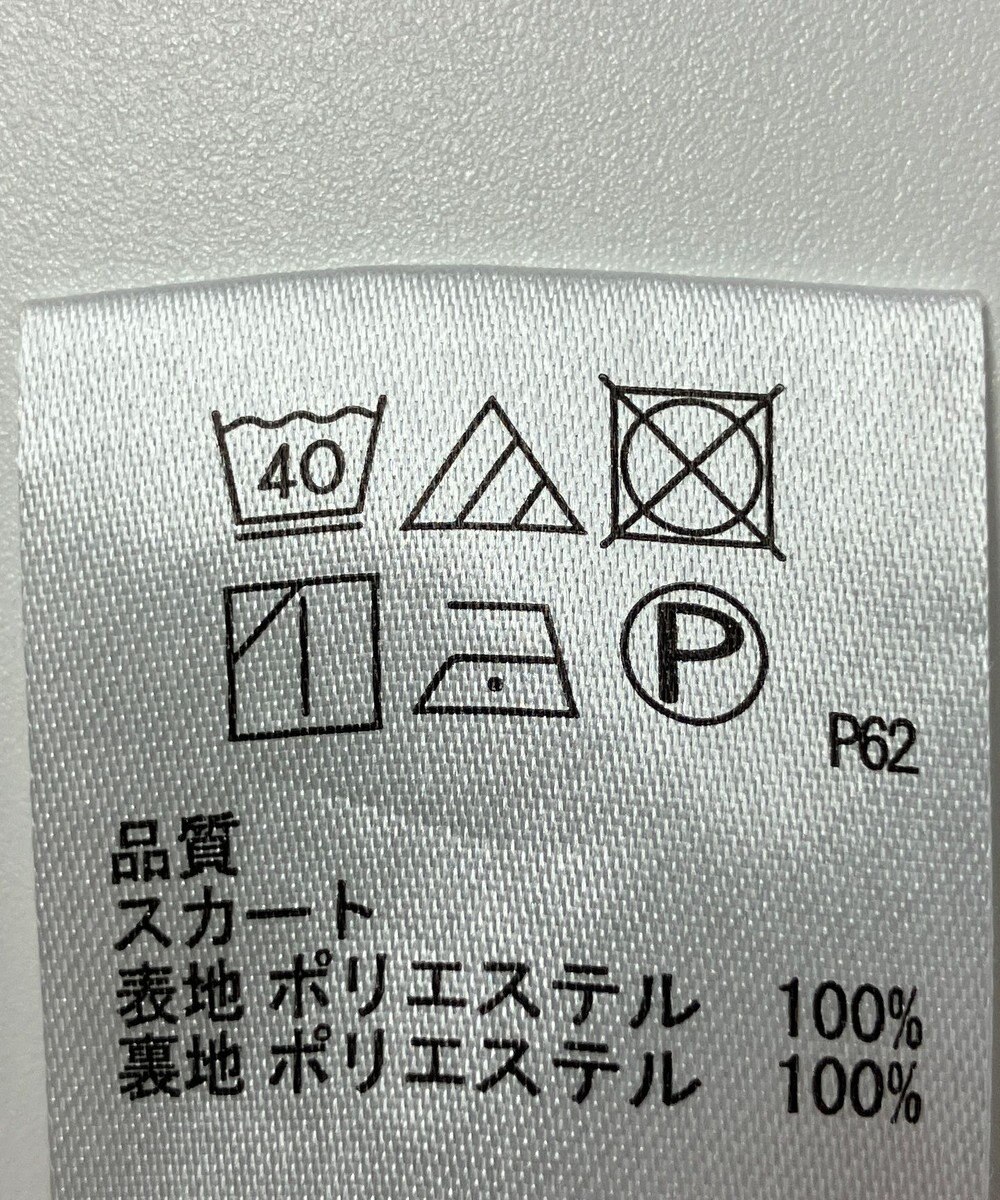 40
P
P62
品質
スカート
表地 ポリエステル 100%
裏地 ポリエステル 100%